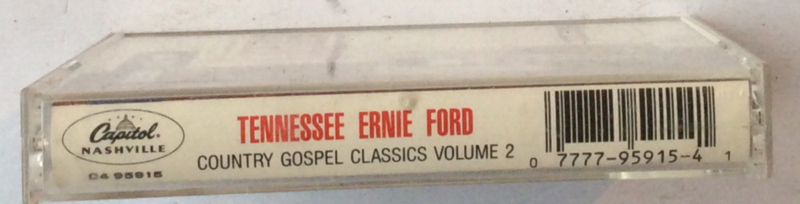 Capitol®
NASHVILLE
C4 95915
TENNESSEE ERNIE FORD
COUNTRY GOSPEL CLASSICS VOLUME 2
0 7777-95915-4 1